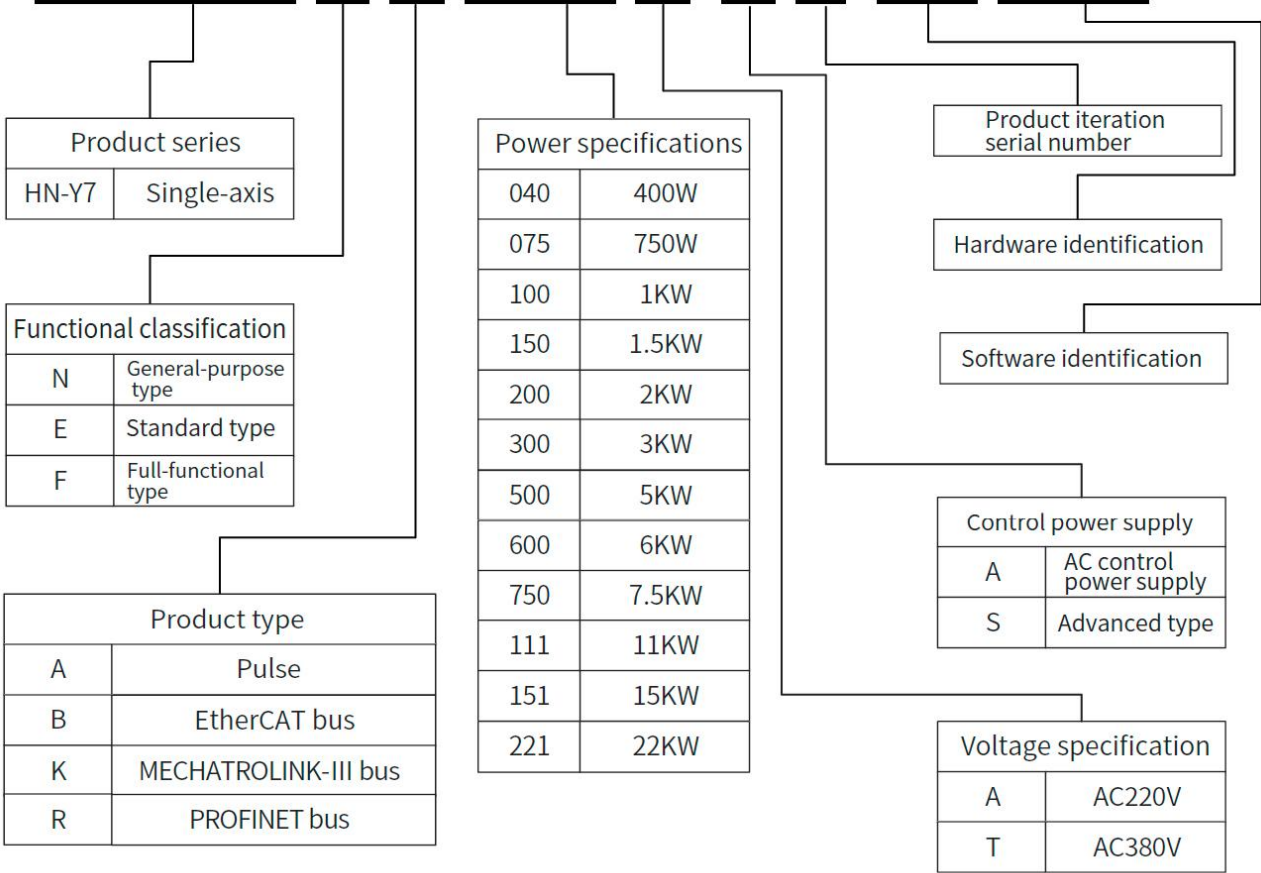 Product series
HN-Y7 Single-axis
Functional classification
N General-purpose
type
E Standard type
F Full-functional
type
Product type
A Pulse
B EtherCAT bus
K MECHATROLINK-III bus
R PROFINET bus
Power specifications
040 400W
075 750W
100 1KW
150 1.5KW
200 2KW
300 3KW
500 5KW
600 6KW
750 7.5KW
111 11KW
151 15KW
221 22KW
Product iteration
serial number
Hardware identification
Software identification
Control power supply
A AC control
power supply
S Advanced type
Voltage specification
A AC220V
T AC380V